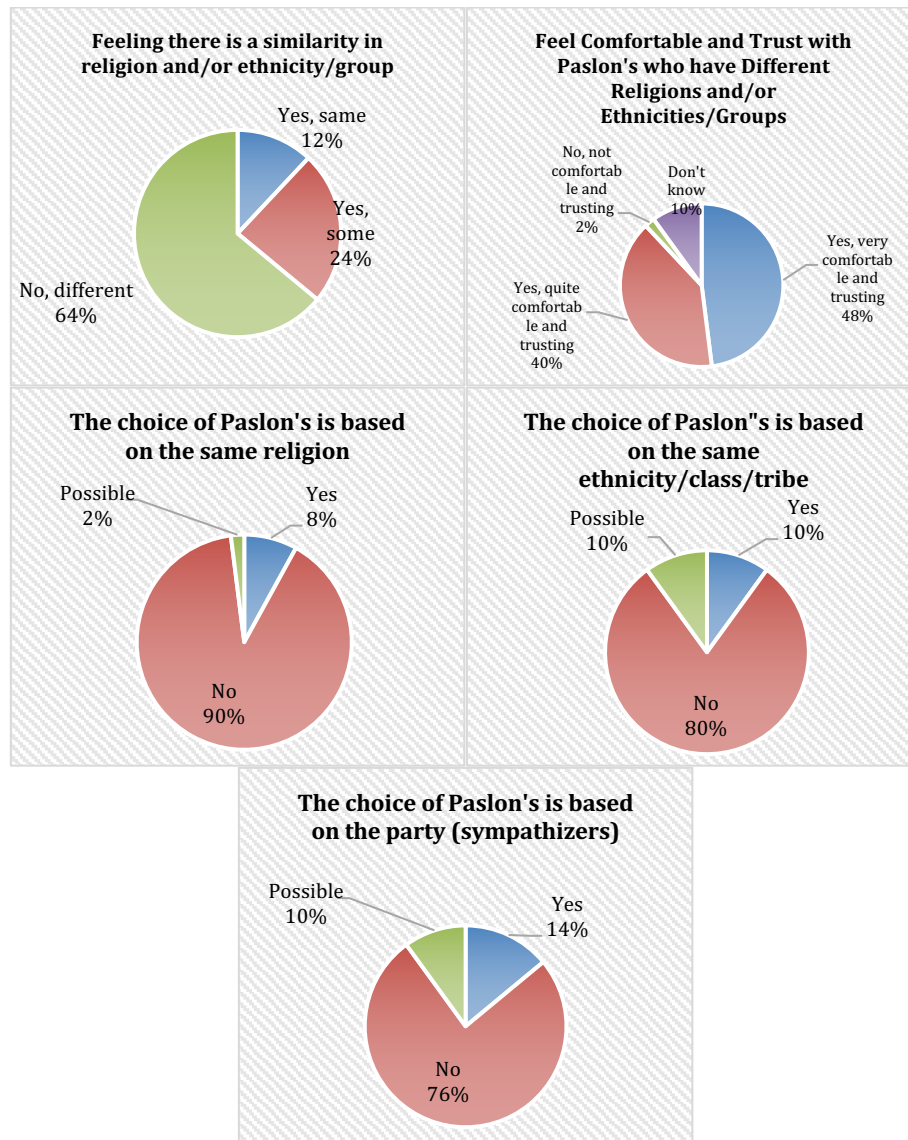 Feeling there is a similarity in
religion and/or ethnicity/group
Yes, same
12%
Yes,
some
24%
No, different
64%
Feel Comfortable and Trust with
Paslon's who have Different
Religions and/or
Ethnicities/Groups
No, not
comfortab
le and
trusting
2%
Don't
know
10%
Yes, very
comfortab
le and
trusting
48%
Yes, quite
comfortab
le and
trusting
40%
The choice of Paslon's is based
on the same religion
Possible
2%
Yes
8%
No
90%
The choice of Paslon"s is based
on the same
ethnicity/class/tribe
Possible
10%
Yes
10%
No
80%
The choice of Paslon's is based
on the party (sympathizers)
Possible
10%
Yes
14%
No
76%